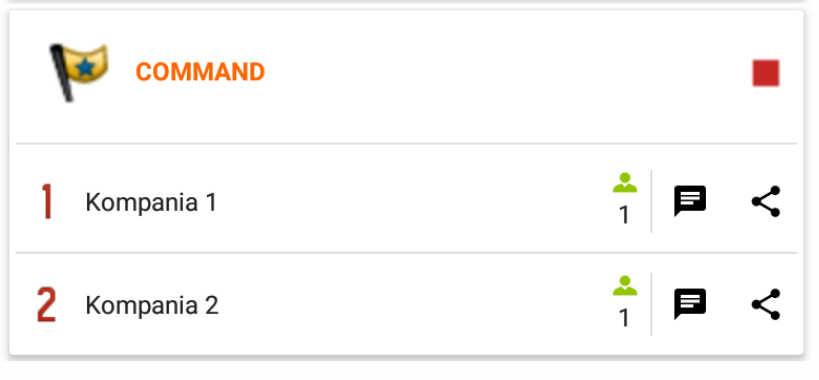 COMMAND
1 Kompania 1
1
2 Kompania 2
1